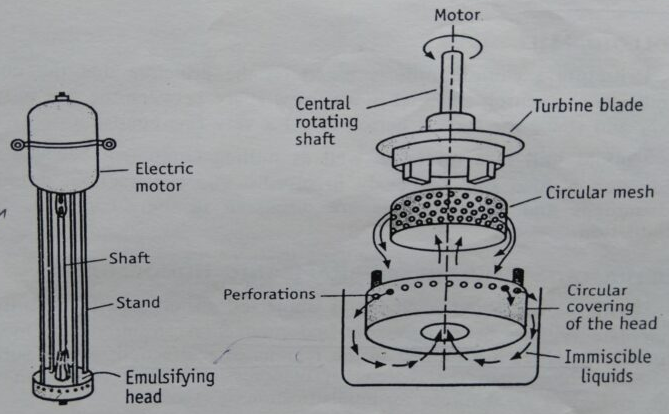 Electric
motor
Shaft
Stand
Emulsifying
head
Motor
Central
rotating
shaft
Turbine blade
Circular mesh
Perforations
Circular
covering
of the head
Immiscible
liquids